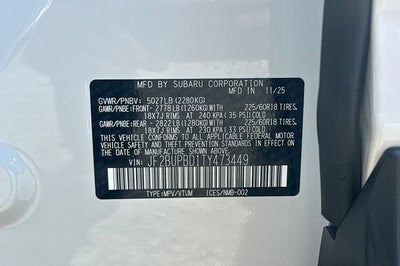 MFD BY SUBARU CORPORATION
MFD IN 11/25
GVWR/PNBV: 5027LB(2280KG)
GAWR/PNBE:FRONT- 2778LB(1260KG) 225/60R18 TIRES.
18X7J RIMS AT 240 KPA(35 PSI)COLD
GAWR/PNBE:REAR -2822LB(1280KG) 225/60R18 TIRES.
18X7J RIMS AT 230 KPA(33 PSI)COLD
THIS VEHICLE CONFORMS TO ALL APPLICABLE FEDERAL MOTOR
VEHICLE SAFETY AND THEFT PREVENTION STANDARDS
IN EFFECT ON THE DATE OF MANUFACTURE SHOWN ABOVE.
VIN: JF2BUPBD1TY473449
TYPE:MPV/VTUM ICES/NMB-002